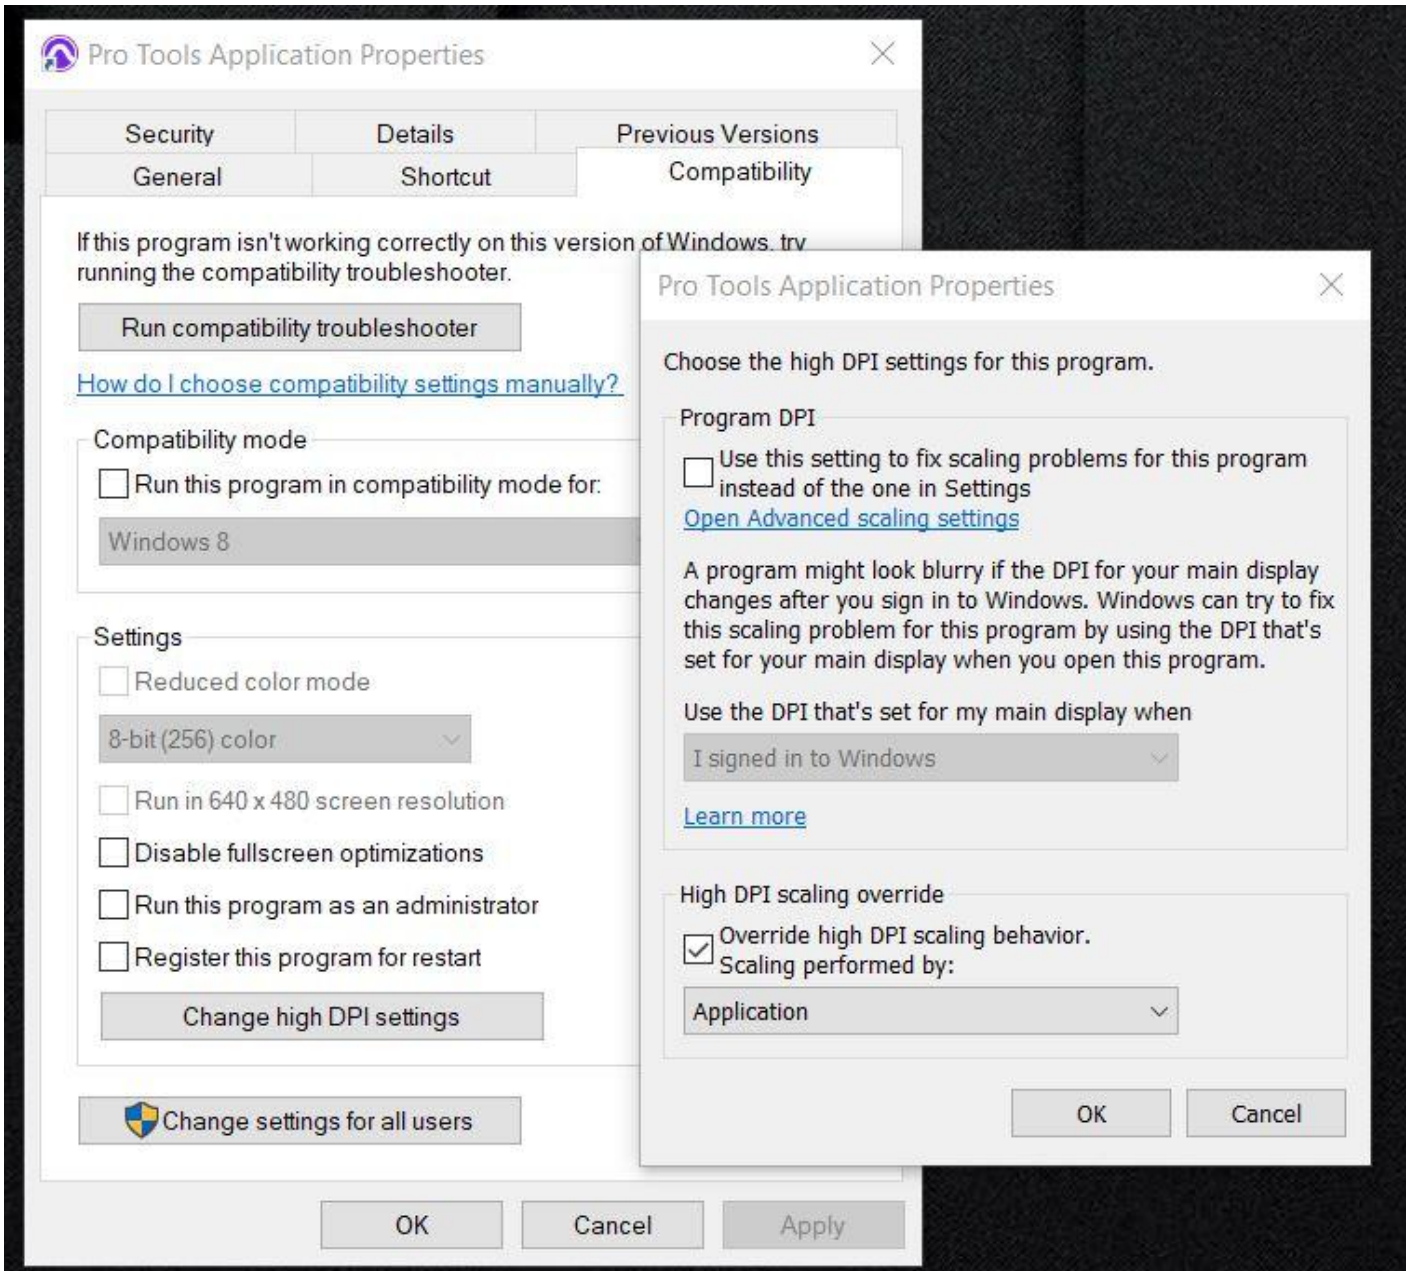 Pro Tools Application Properties
Security
Details
Previous Versions
General
Shortcut
Compatibility
If this program isn't working correctly on this version of Windows, try
running the compatibility troubleshooter.
Run compatibility troubleshooter
How do I choose compatibility settings manually?
Compatibility mode
Run this program in compatibility mode for:
Windows 8
Settings
Reduced color mode
8-bit (256) color
Run in 640 x 480 screen resolution
Disable fullscreen optimizations
Run this program as an administrator
Register this program for restart
Change high DPI settings
Change settings for all users
OK
Cancel
Apply
Pro Tools Application Properties
Choose the high DPI settings for this program.
Program DPI
Use this setting to fix scaling problems for this program
instead of the one in Settings
Open Advanced scaling settings
A program might look blurry if the DPI for your main display
changes after you sign in to Windows. Windows can try to fix
this scaling problem for this program by using the DPI that's
set for your main display when you open this program.
Use the DPI that's set for my main display when
I signed in to Windows
Learn more
High DPI scaling override
Override high DPI scaling behavior.
Scaling performed by:
Application
OK
Cancel